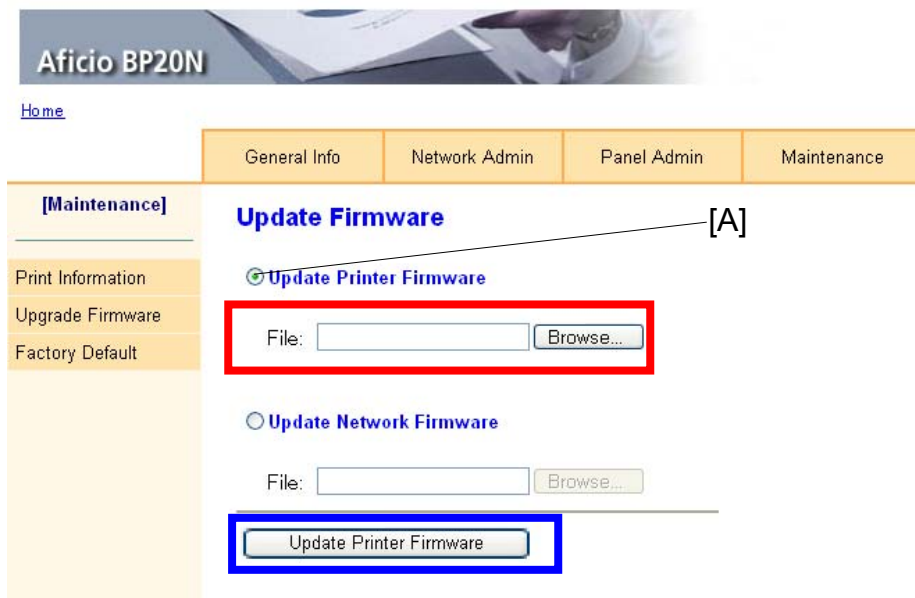 Aficio BP20N
Home
General Info Network Admin Panel Admin Maintenance
[Maintenance]
Print Information
Upgrade Firmware
Factory Default
Update Firmware
[A]
Update Printer Firmware
File: Browse...
Update Network Firmware
File: Browse...
Update Printer Firmware